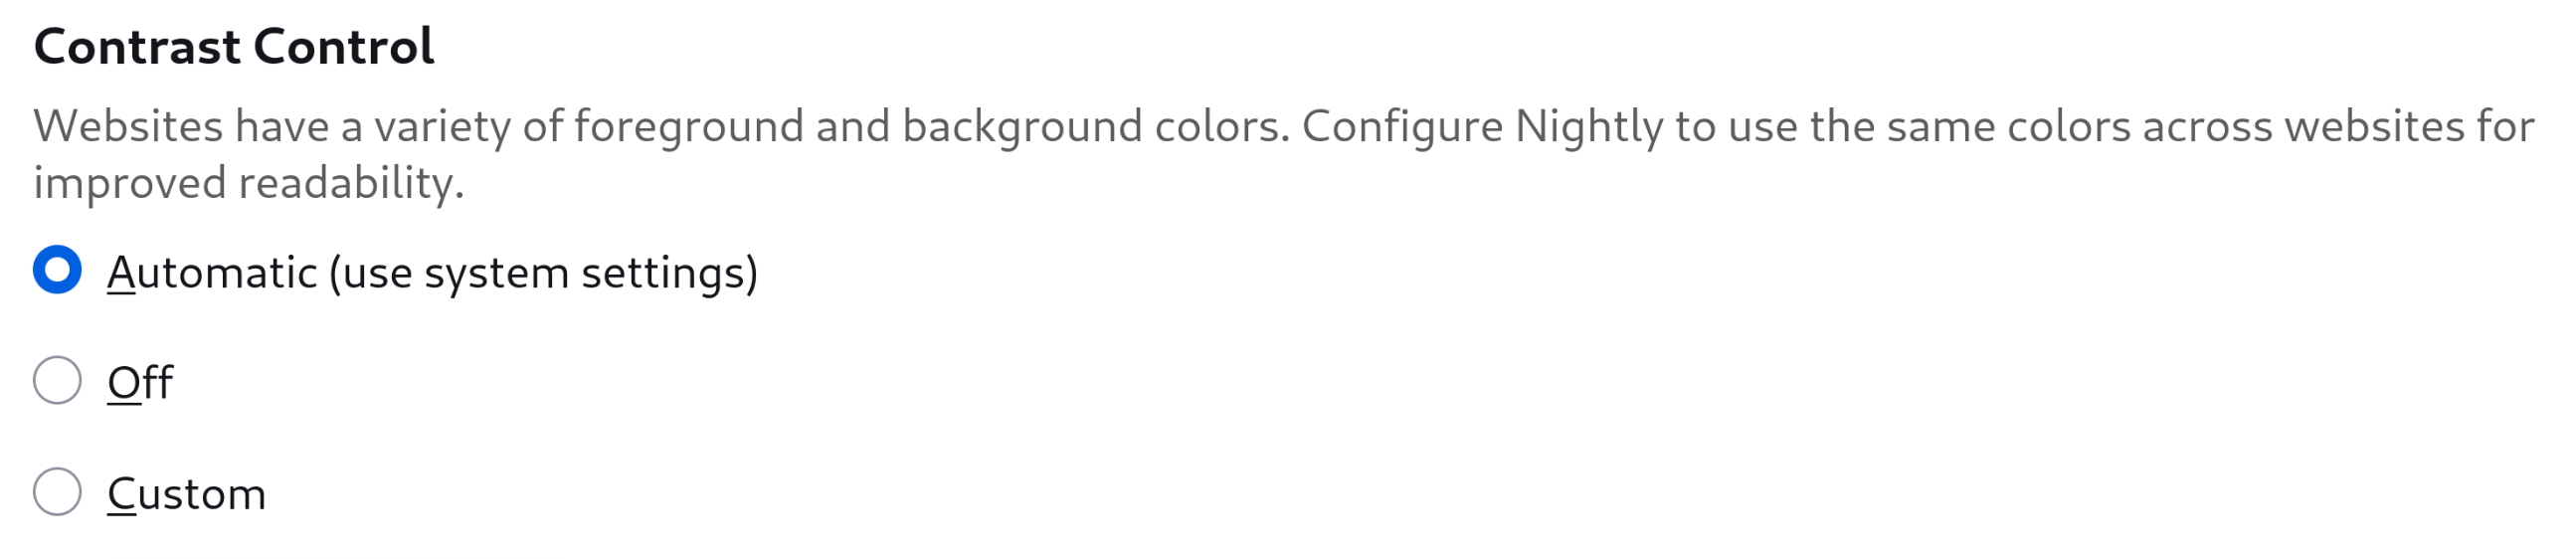 Contrast Control
Websites have a variety of foreground and background colors. Configure Nightly to use the same colors across websites for
improved readability.
Automatic (use system settings)
Off
Custom